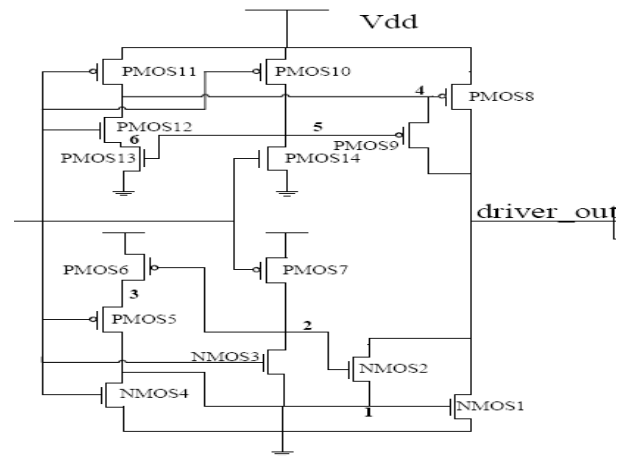 Vdd
PMOS11
PMOS10
4
PMOS8
PMOS12
5
6
PMOS9
PMOS13
PMOS14
driver_out
PMOS6
PMOS7
3
PMOS5
2
NMOS3
NMOS2
NMOS4
1
NMOS1